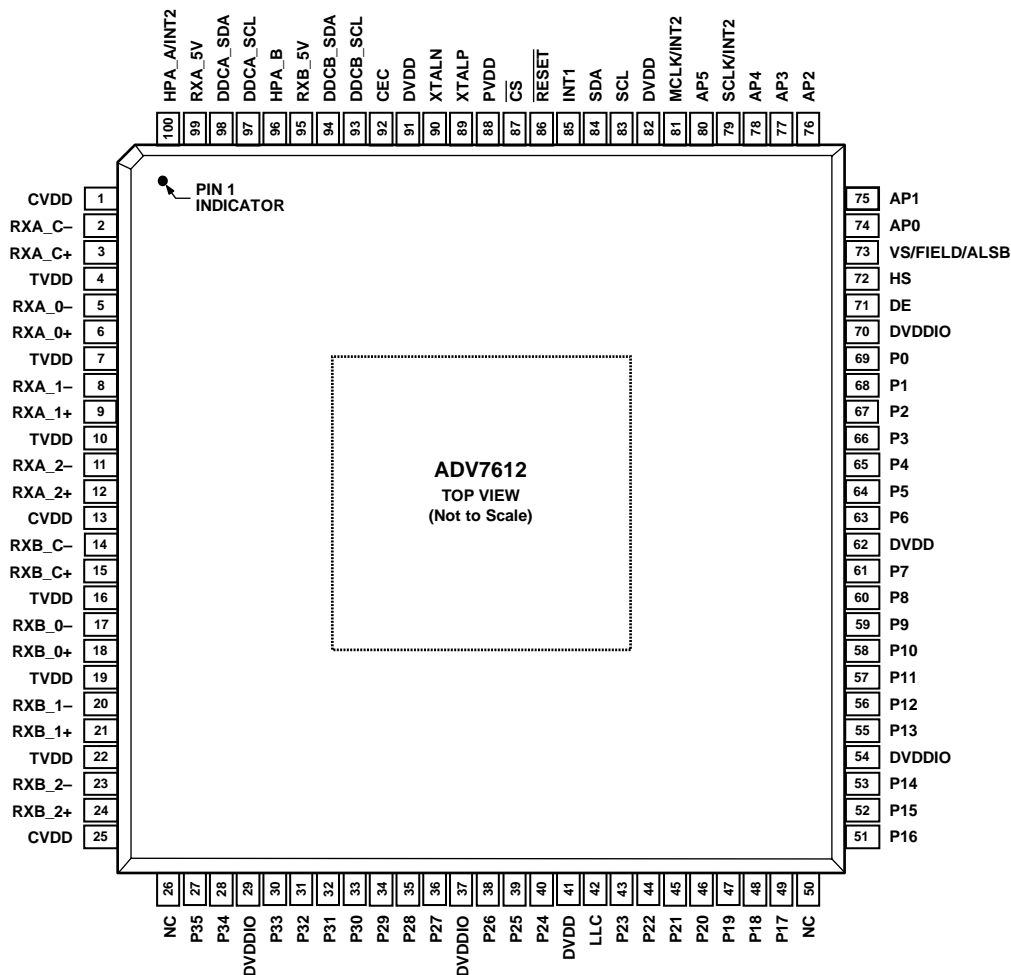 HPA_A/INT2
RXA_5V
DDCA_SDA
DDCA_SCL
HPA_B
RXB_5V
DDCB_SDA
DDCB_SCL
CEC
DVDD
XTALN
XTALP
PVDD
CS
RESET
INT1
SDA
SCL
DVDD
MCLK/INT2
AP5
SCLK/INT2
AP4
AP3
AP2
100
99
98
97
96
95
94
93
92
91
90
89
88
87
86
85
84
83
82
81
80
79
78
77
76
PIN 1
INDICATOR
CVDD 1
RXA_C– 2
RXA_C+ 3
TVDD 4
RXA_0– 5
RXA_0+ 6
TVDD 7
RXA_1– 8
RXA_1+ 9
TVDD 10
RXA_2– 11
RXA_2+ 12
CVDD 13
RXB_C– 14
RXB_C+ 15
TVDD 16
RXB_0– 17
RXB_0+ 18
TVDD 19
RXB_1– 20
RXB_1+ 21
TVDD 22
RXB_2– 23
RXB_2+ 24
CVDD 25
ADV7612
TOP VIEW
(Not to Scale)
75 AP1
74 AP0
73 VS/FIELD/ALSB
72 HS
71 DE
70 DVDDIO
69 P0
68 P1
67 P2
66 P3
65 P4
64 P5
63 P6
62 DVDD
61 P7
60 P8
59 P9
58 P10
57 P11
56 P12
55 P13
54 DVDDIO
53 P14
52 P15
51 P16
26
27
28
29
30
31
32
33
34
35
36
37
38
39
40
41
42
43
44
45
46
47
48
49
50
NC
P35
P34
DVDDIO
P33
P32
P31
P30
P29
P28
P27
DVDDIO
P26
P25
P24
DVDD
LLC
P23
P22
P21
P20
P19
P18
P17
NC